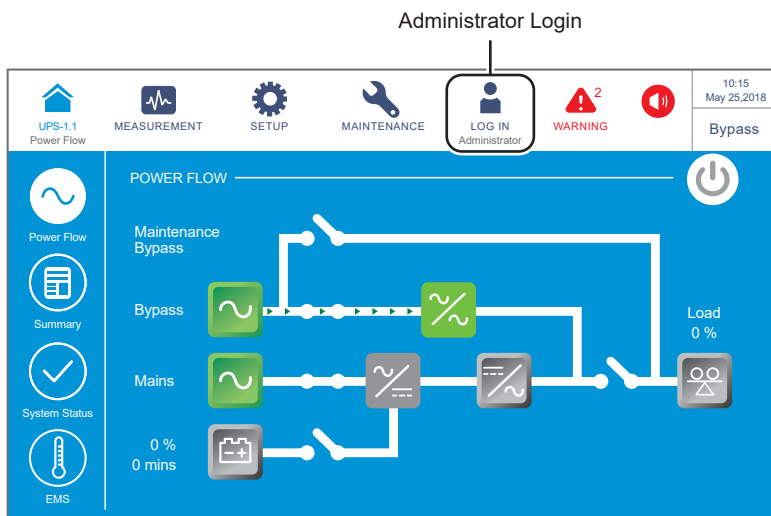 Administrator Login
UPS-1.1
Power Flow
MEASUREMENT
SETUP
MAINTENANCE
LOG IN
Administrator
2
WARNING
10:15
May 25,2018
Bypass
POWER FLOW
Power Flow
Summary
System Status
EMS
Maintenance
Bypass
Bypass
Mains
0 %
0 mins
Load
0 %